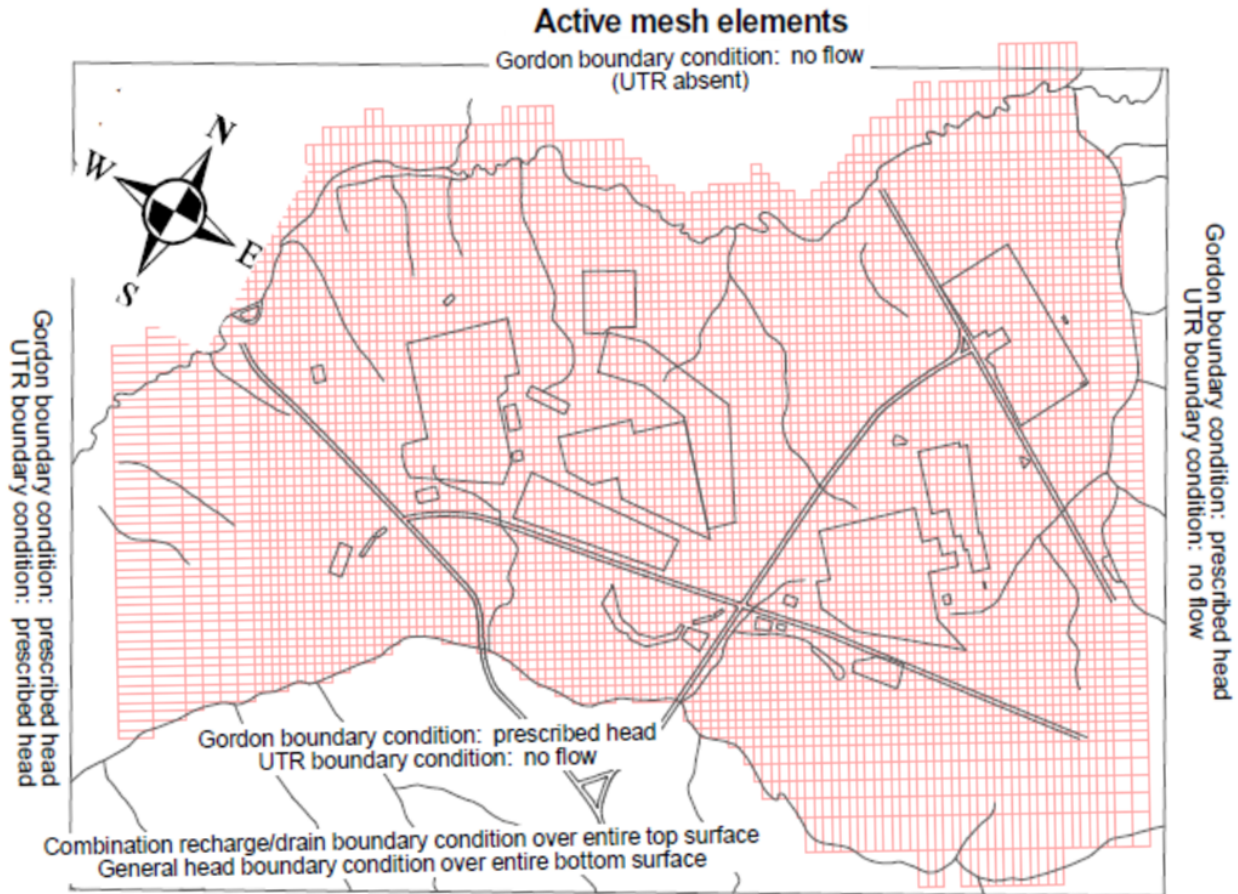 Active mesh elements
Gordon boundary condition: no flow
(UTR absent)
N
W
E
S
Gordon boundary condition: prescribed head
UTR boundary condition: prescribed head
Gordon boundary condition: prescribed head
UTR boundary condition: no flow
Gordon boundary condition: prescribed head
UTR boundary condition: no flow
Combination recharge/drain boundary condition over entire top surface
General head boundary condition over entire bottom surface